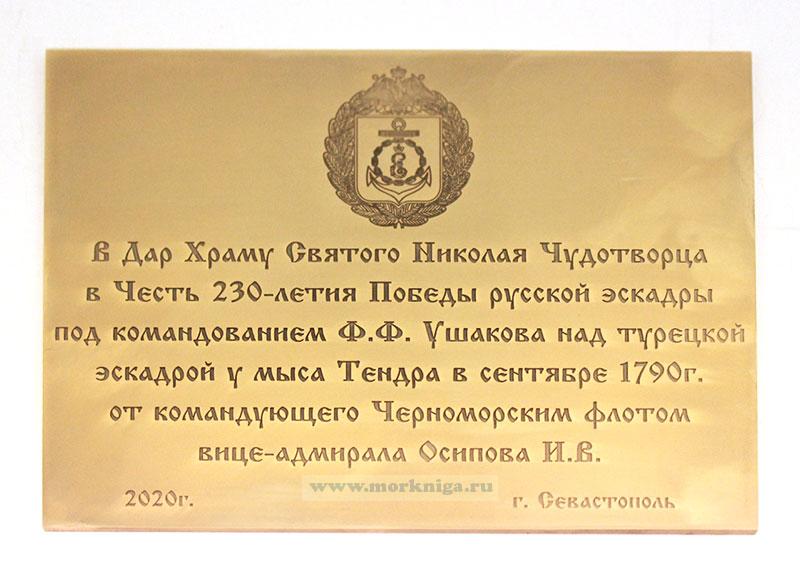 В Дар Храму Святого Николая Чудотворца
в Честь 230-летия Победы русской эскадры
под командованием Ф.Ф. Ушакова над турецкой
эскадрой у мыса Тендра в сентябре 1790г.
от командующего Черноморским флотом
вице-адмирала Осипова И.В.
www.morkniga.ru
2020г. г. Севастополь